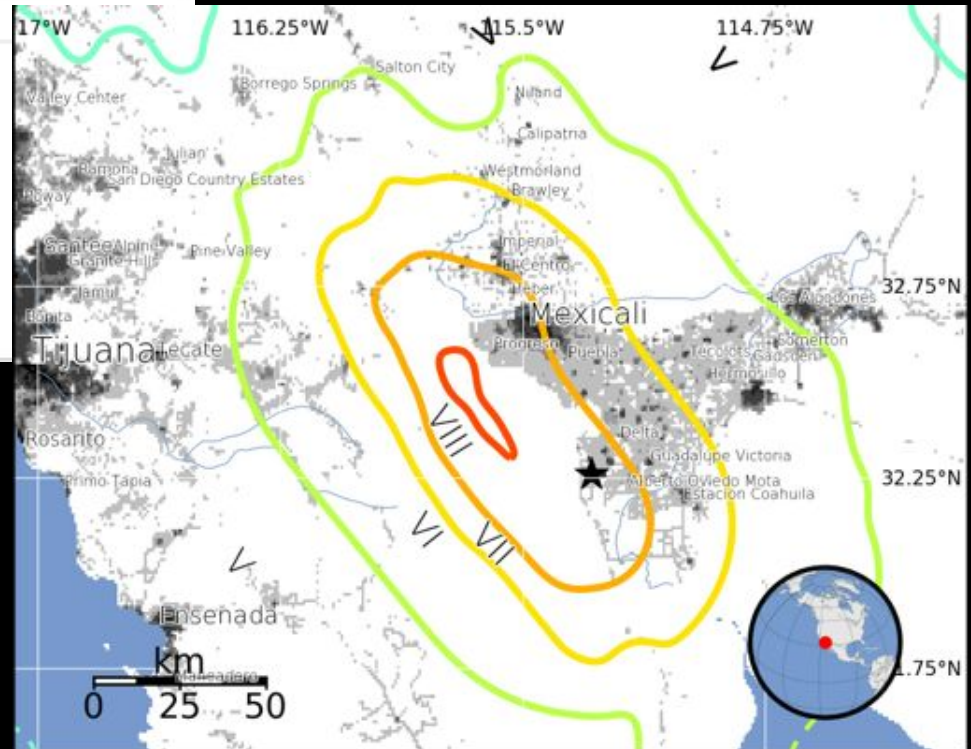 17°W 116.25°W 115.5°W 114.75°W
Salton City
Borrego Springs
Niland
Valley Center
Calipatria
Julian
Ramona
San Diego Country Estates
Westmorland
Brawley
Poway
Santee Alpine
Granite Hill
Pine Valley
Imperial
El Centro
Heber
32.75°N
Jamul
Bonita
Los Algodones
Mexicali
Somerton
Progreso Puebla
Tecolots Gadsden
Tijuana Tecate
Hermosillo
VIII
Rosarito
Delta
Guadalupe Victoria
32.25°N
Primo Tapia
Alberto Oviedo Mota
Estacion Coahuila
VI VII
V
V
V
Ensenada
km
Maneadero
1.75°N
0 25 50